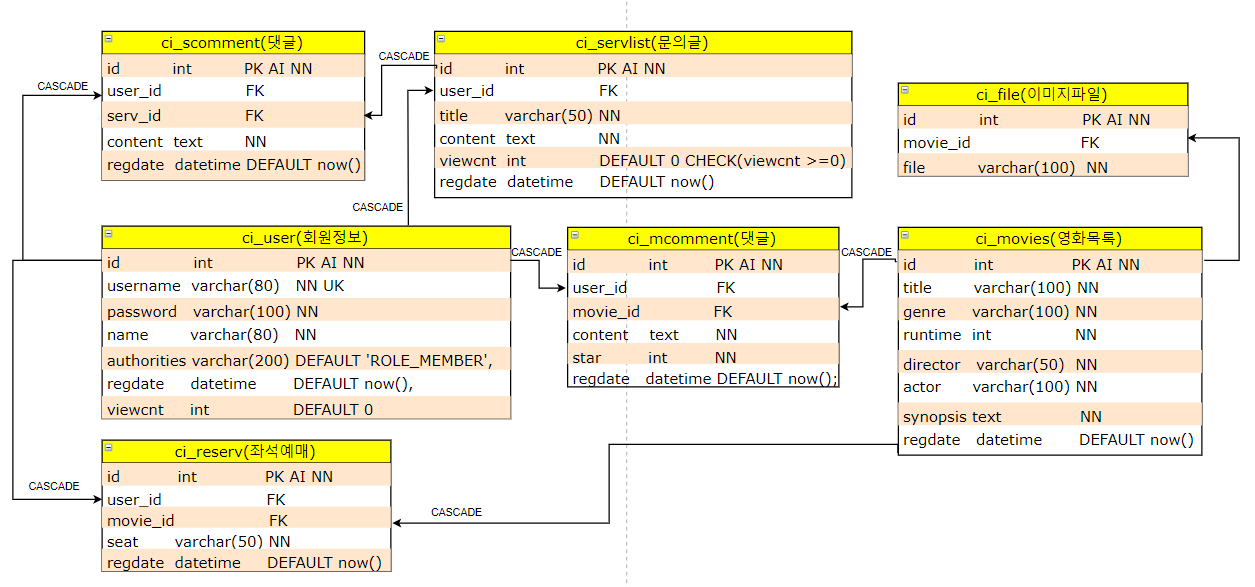 ci_scomment(댓글)
id int PK AI NN
user_id FK
serv_id FK
content text NN
regdate datetime DEFAULT now()
CASCADE
CASCADE
ci_servlist(문의글)
id int PK AI NN
user_id FK
title varchar(50) NN
content text NN
viewcnt int DEFAULT 0 CHECK(viewcnt >=0)
regdate datetime DEFAULT now()
ci_file(이미지파일)
id int PK AI NN
movie_id FK
file varchar(100) NN
CASCADE
ci_user(회원정보)
id int PK AI NN
username varchar(80) NN UK
password varchar(100) NN
name varchar(80) NN
authorities varchar(200) DEFAULT 'ROLE_MEMBER',
regdate datetime DEFAULT now(),
viewcnt int DEFAULT 0
CASCADE
ci_mcomment(댓글)
id int PK AI NN
user_id FK
movie_id FK
content text NN
star int NN
regdate datetime DEFAULT now();
CASCADE
ci_movies(영화목록)
id int PK AI NN
title varchar(100) NN
genre varchar(100) NN
runtime int NN
director varchar(50) NN
actor varchar(100) NN
synopsis text NN
regdate datetime DEFAULT now()
ci_reserv(좌석예매)
id int PK AI NN
user_id FK
movie_id FK
seat varchar(50) NN
regdate datetime DEFAULT now()
CASCADE
CASCADE